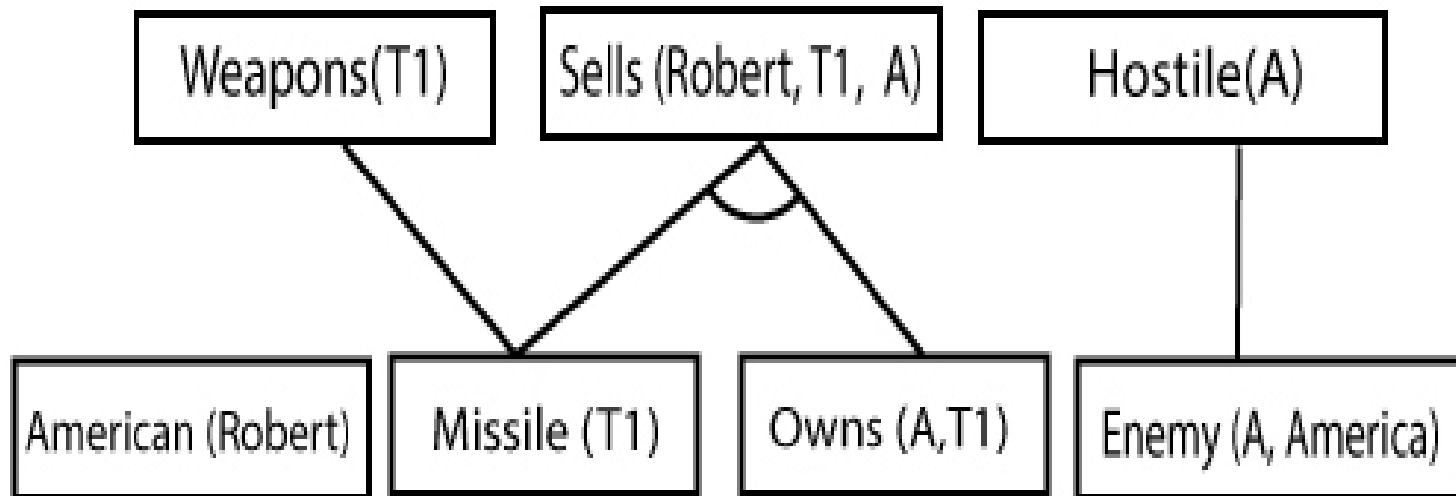 Weapons(T1)
Sells (Robert, T1, A)
Hostile(A)
American (Robert)
Missile (T1)
Owns (A,T1)
Enemy (A, America)